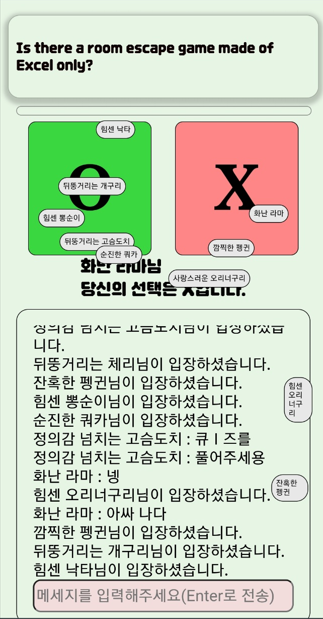 Is there a room escape game made of
Excel only?
힘센 낙타
O
X
뒤뚱거리는 개구리
힘센 뽕순이
화난 라마
뒤뚱거리는 고슴도치
순진한 쿼카
깜찍한 펭귄
화난 라마님
사랑스러운 오리너구리
당신의 선택은 X입니다.
정의감 넘치는 고슴도치님이 입장하셨습
니다.
뒤뚱거리는 체리님이 입장하셨습니다.
잔혹한 펭귄님이 입장하셨습니다.
힘센 뽕순이님이 입장하셨습니다.
순진한 쿼카님이 입장하셨습니다.
정의감 넘치는 고슴도치 : 큐ㅣ즈를
정의감 넘치는 고슴도치 : 풀어주세용
화난 라마 : 넹
힘센 오리너구리님이 입장하셨습니다.
화난 라마 : 아싸 나다
깜찍한 펭귄님이 입장하셨습니다.
뒤뚱거리는 개구리님이 입장하셨습니다.
힘센 낙타님이 입장하셨습니다.
힘센
오리
너구
리
잔혹한
펭귄
메세지를 입력해주세요(Enter로 전송)